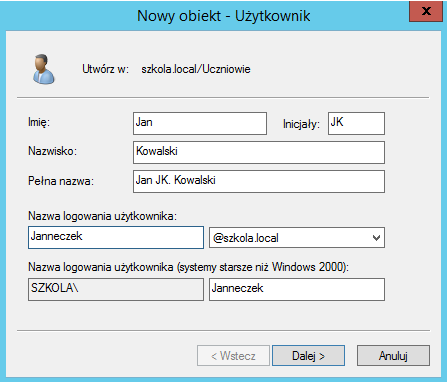 Nowy obiekt - Użytkownik
x
Utwórz w: szkola.local/Uczniowie
Imię: Jan Inicjały: JK
Nazwisko: Kowalski
Pełna nazwa: Jan JK. Kowalski
Nazwa logowania użytkownika:
Janneczek @szkola.local
Nazwa logowania użytkownika (systemy starsze niż Windows 2000):
SZKOLA\ Janneczek
< Wstecz Dalej > Anuluj